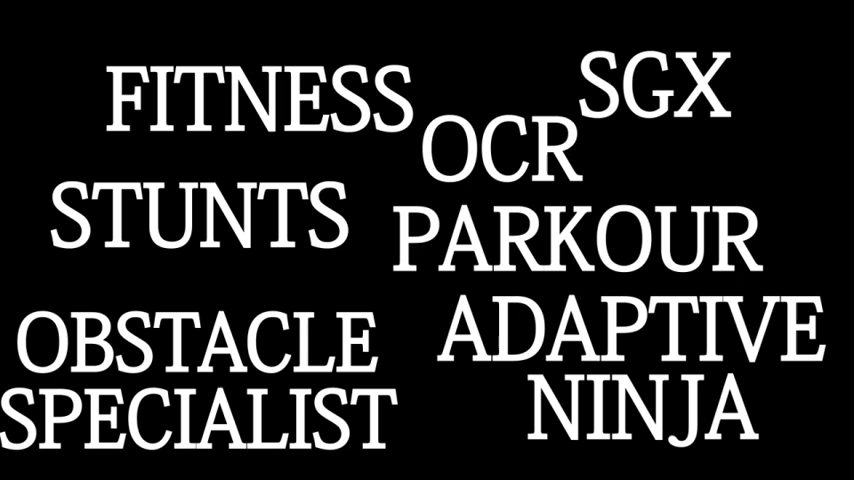 FITNESS
SGX
OCR
STUNTS
PARKOUR
OBSTACLE
SPECIALIST
ADAPTIVE
NINJA